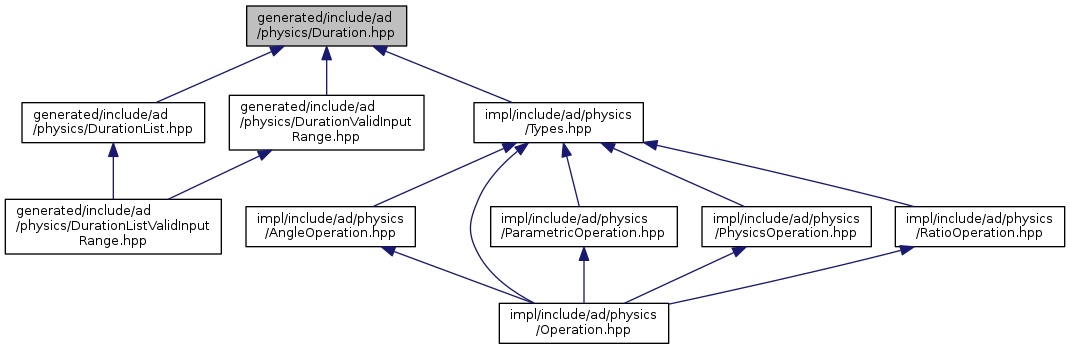 generated/include/ad
/physics/Duration.hpp
generated/include/ad
/physics/DurationList.hpp
generated/include/ad
/physics/DurationValidInput
Range.hpp
impl/include/ad/physics
/Types.hpp
generated/include/ad
/physics/DurationListValidInput
Range.hpp
impl/include/ad/physics
/AngleOperation.hpp
impl/include/ad/physics
/ParametricOperation.hpp
impl/include/ad/physics
/PhysicsOperation.hpp
impl/include/ad/physics
/RatioOperation.hpp
impl/include/ad/physics
/Operation.hpp